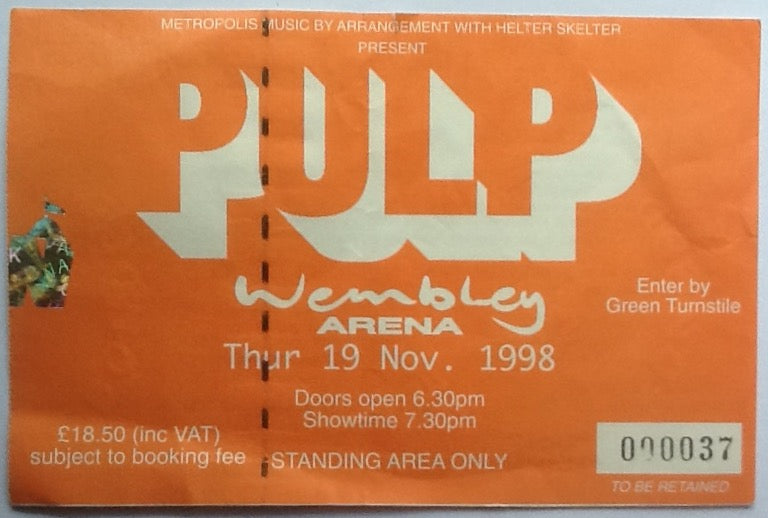 METROPOLIS MUSIC BY ARRANGEMENT WITH HELTER SKELTER
PRESENT
PULP
Wembley
ARENA
Enter by
Green Turnstile
Thur 19 Nov. 1998
Doors open 6.30pm
Showtime 7.30pm
£18.50 (inc VAT)
subject to booking fee
STANDING AREA ONLY
000037
TO BE RETAINED